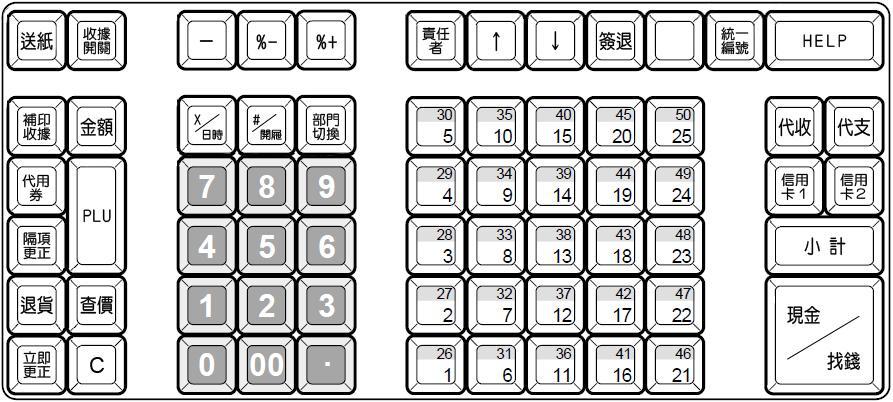 送紙 收據開關 － %− %+ 責任者 ↑ ↓ 簽退 統一編號 HELP
補印收據 金額 X／日時 #／開屜 部門切換 30 5 35 10 40 15 45 20 50 25 代收 代支
代用券 PLU 7 8 9 29 4 34 9 39 14 44 19 49 24 信用卡1 信用卡2
隔項更正 4 5 6 28 3 33 8 38 13 43 18 48 23 小計
退貨 查價 1 2 3 27 2 32 7 37 12 42 17 47 22 現金／找錢
立即更正 C 0 00 · 26 1 31 6 36 11 41 16 46 21